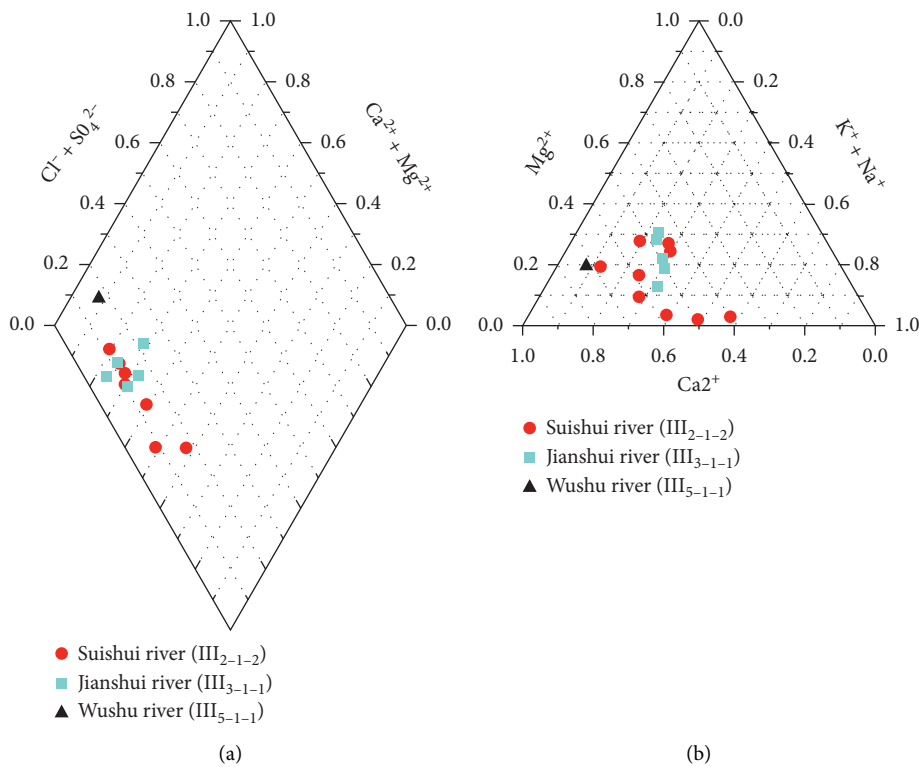 1.0 1.0
0.8 0.8
0.6 0.6
0.4 0.4
0.2 0.2
0.0 0.0
Cl⁻ + S0₄²⁻
Ca²⁺ + Mg²⁺
Suishui river (III₂₋₁₋₂)
Jianshui river (III₃₋₁₋₁)
Wushu river (III₅₋₁₋₁)
(a)
1.0 0.0
0.8 0.2
0.6 0.4
0.4 0.6
0.2 0.8
0.0 1.0
Mg²⁺
K⁺ + Na⁺
1.0 0.8 0.6 0.4 0.2 0.0
Ca2⁺
Suishui river (III₂₋₁₋₂)
Jianshui river (III₃₋₁₋₁)
Wushu river (III₅₋₁₋₁)
(b)